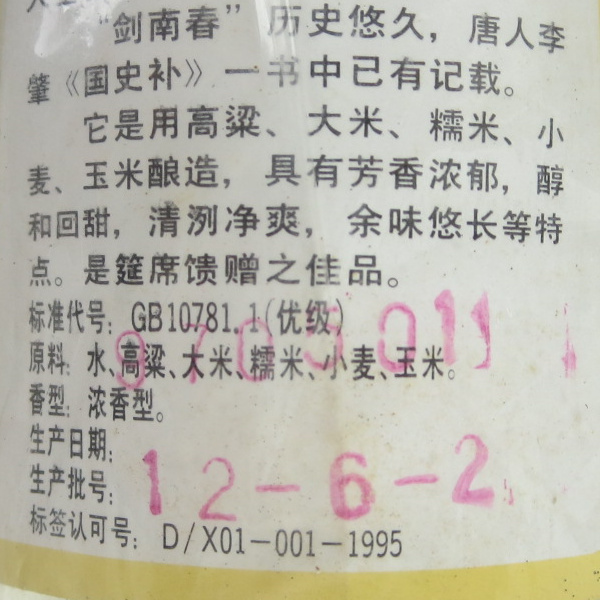 “剑南春”历史悠久，唐人李
肇《国史补》一书中已有记载。
它是用高粱、大米、糯米、小
麦、玉米酿造，具有芳香浓郁，醇
和回甜，清洌净爽，余味悠长等特
点。是筵席馈赠之佳品。
标准代号：GB10781.1(优级)
原料：水、高粱、大米、糯米、小麦、玉米。
香型：浓香型。
生产日期：
生产批号：
12-6-2
标签认可号：D/X01-001-1995